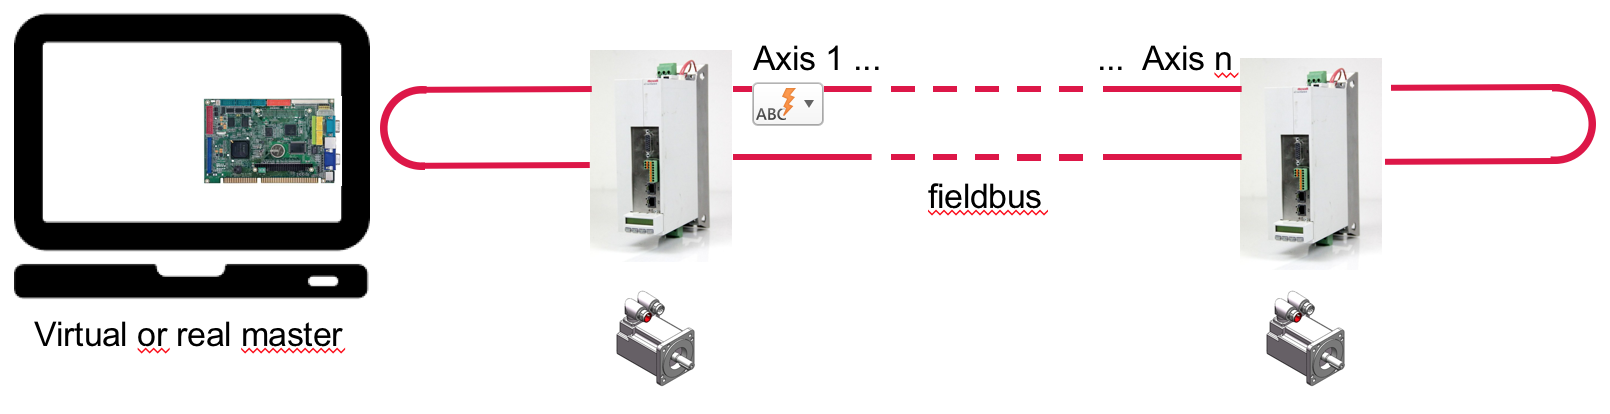 Axis 1 ...
... Axis n
ABC
fieldbus
Virtual or real master